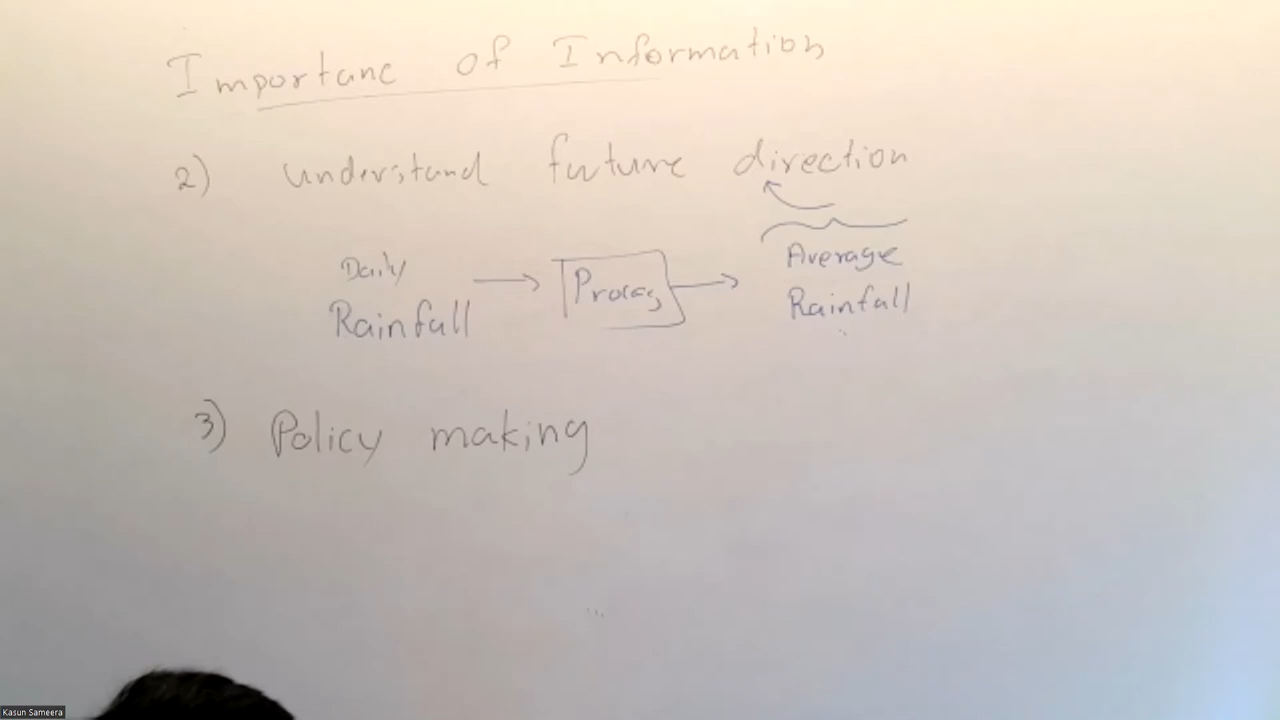 Importanc of Information
2) understand future direction
Daily Rainfall → Process → Average Rainfall
3) Policy making
Kasun Sameera